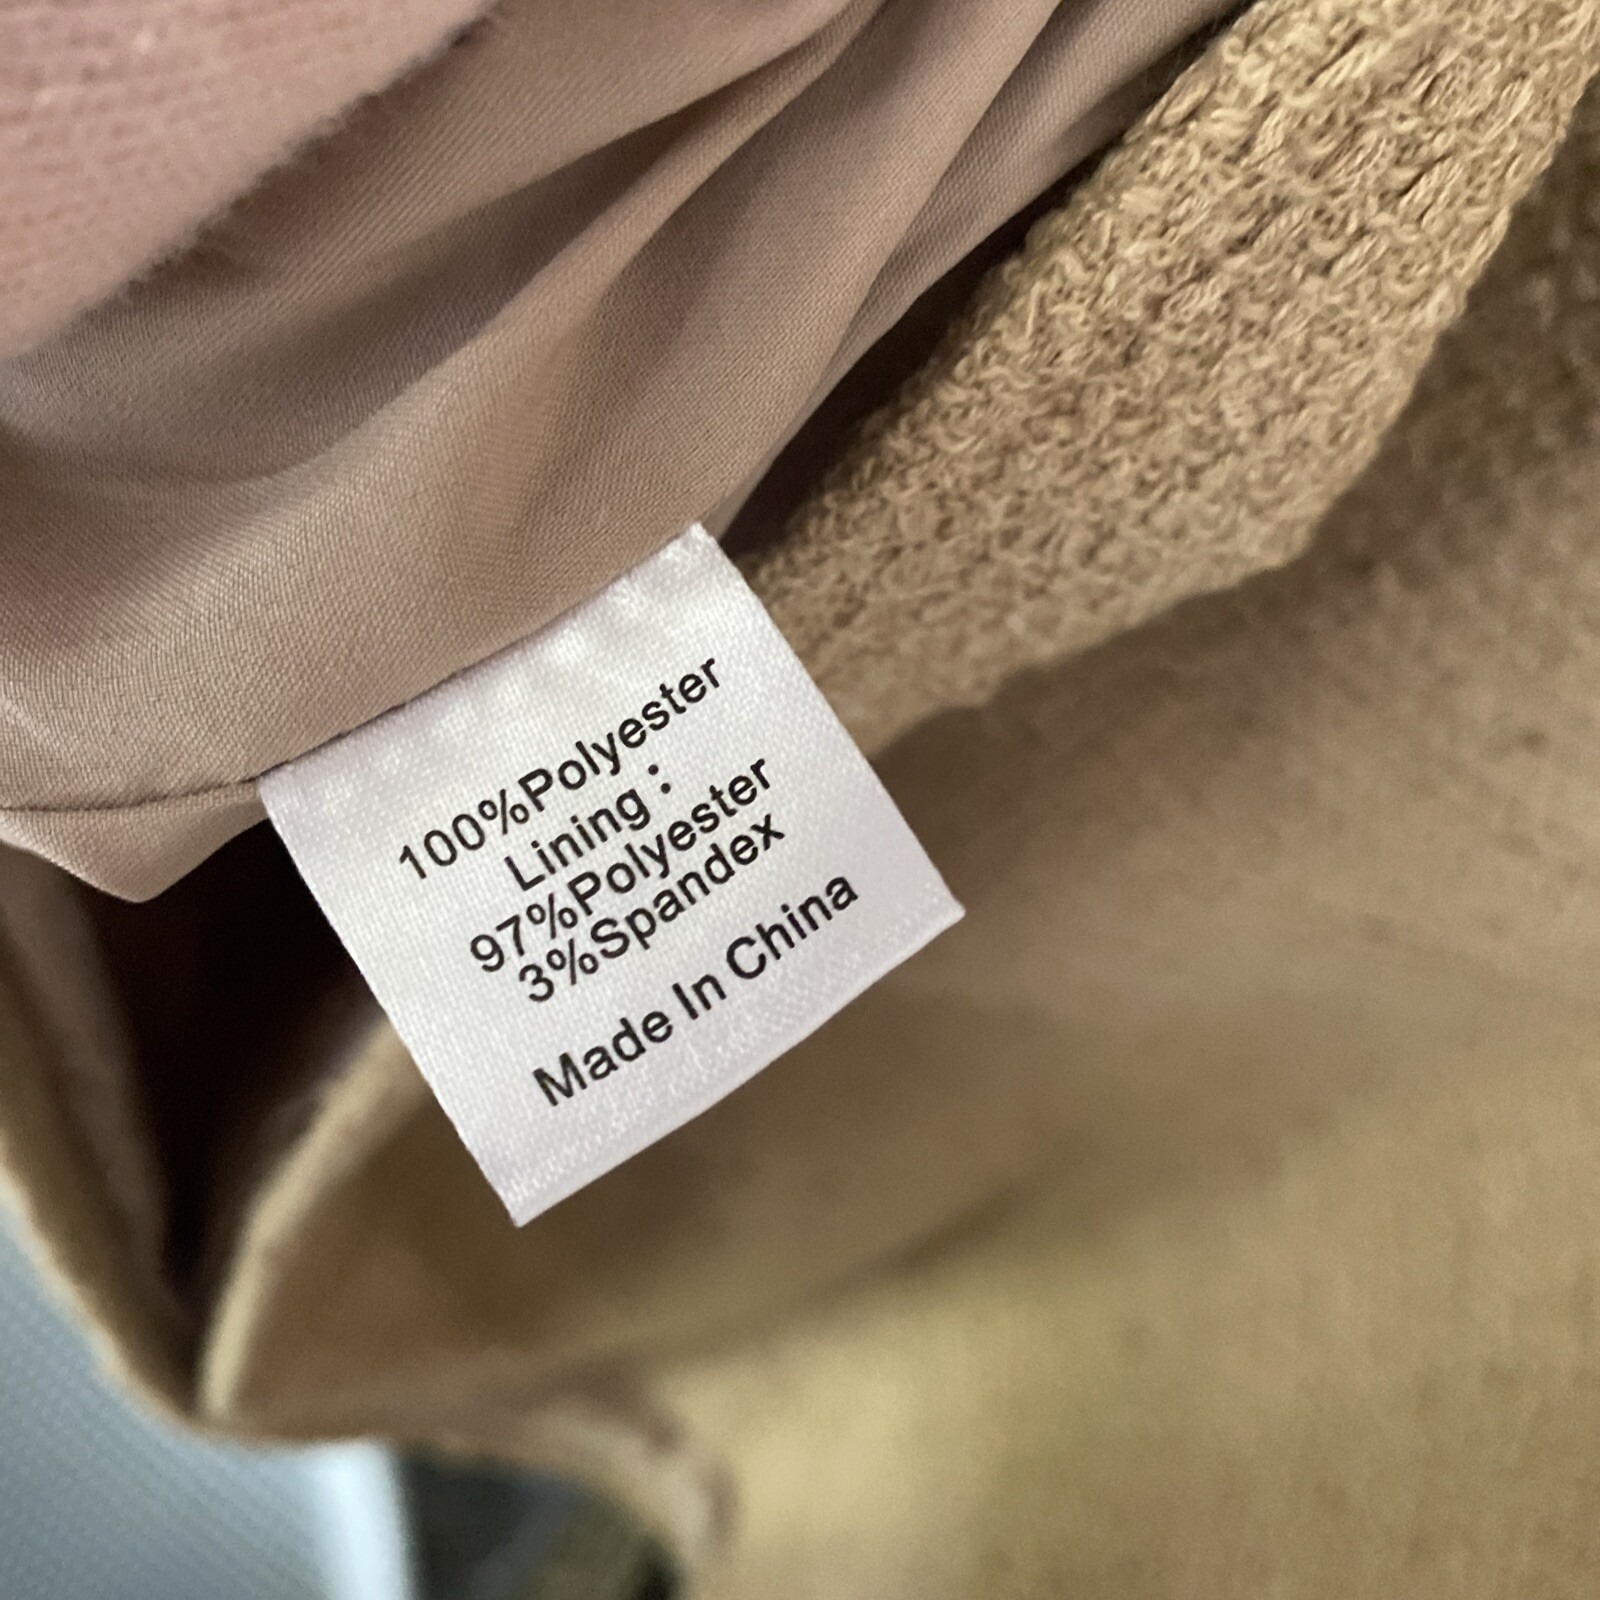 100%Polyester
Lining :
97%Polyester
3%Spandex
Made In China